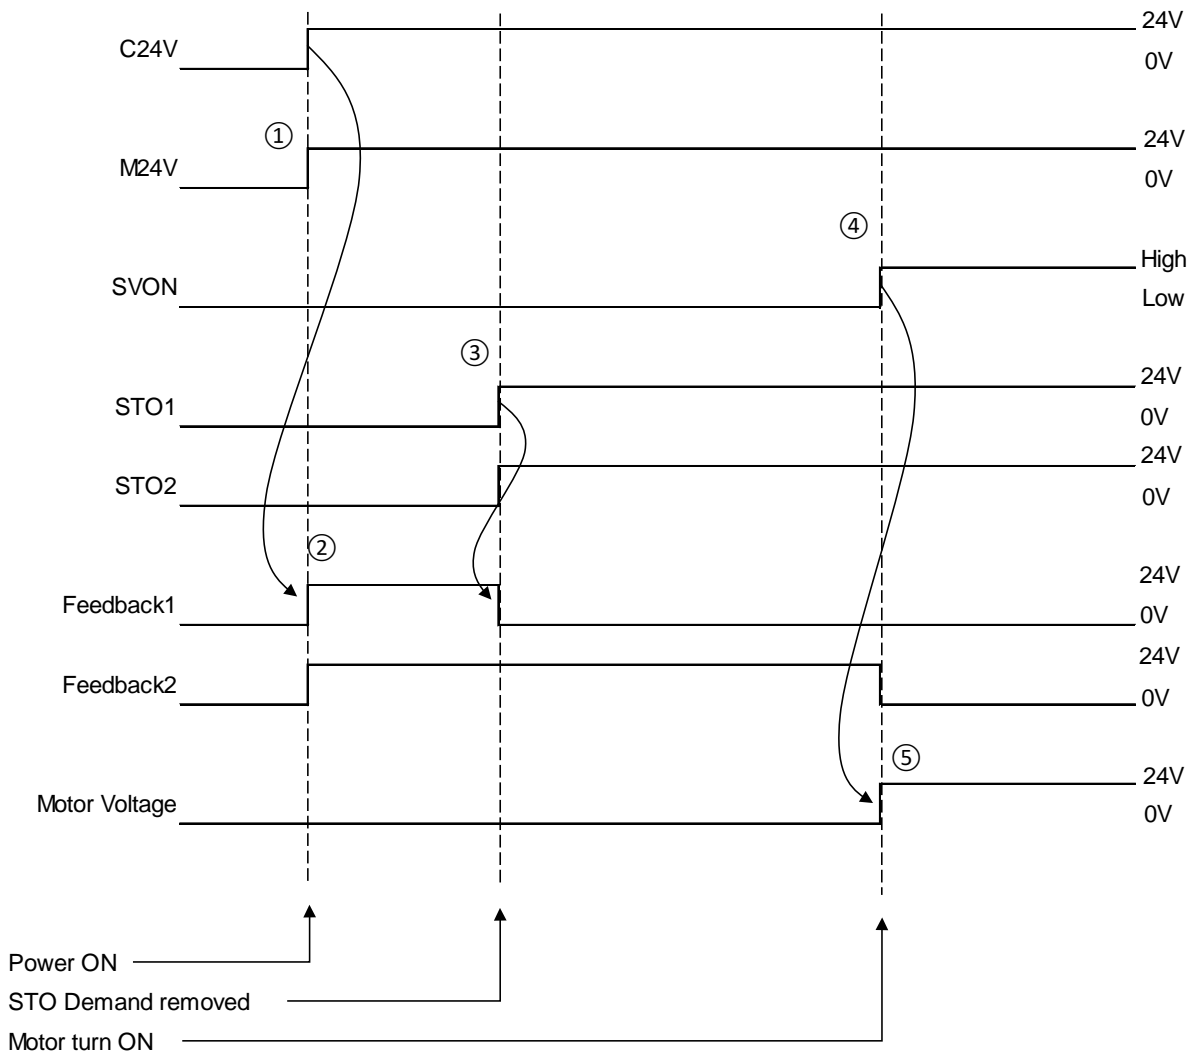 24V
C24V
0V
①
24V
M24V
0V
④
High
SVON
Low
③
24V
STO1
0V
24V
STO2
0V
②
24V
Feedback1
0V
24V
Feedback2
0V
⑤
24V
Motor Voltage
0V
Power ON
STO Demand removed
Motor turn ON